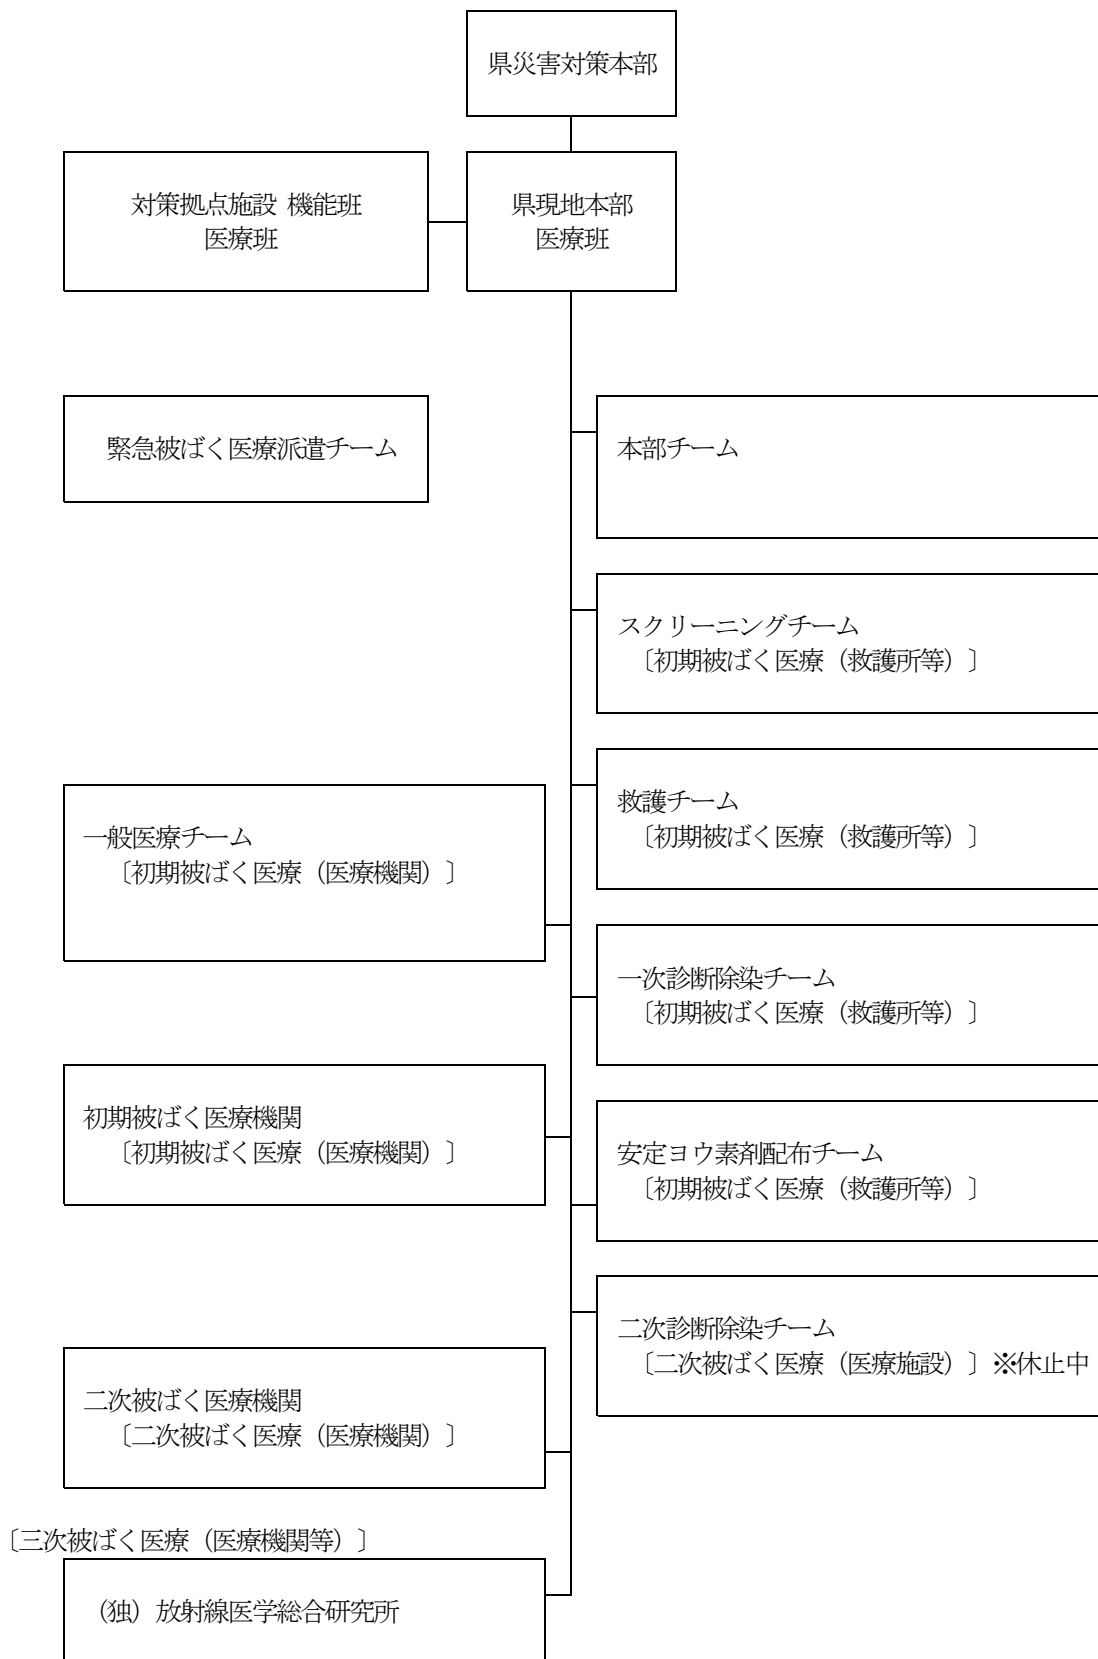 県災害対策本部
対策拠点施設 機能班
医療班
県現地本部
医療班
緊急被ばく医療派遣チーム
本部チーム
スクリーニングチーム
〔初期被ばく医療（救護所等）〕
救護チーム
〔初期被ばく医療（救護所等）〕
一般医療チーム
〔初期被ばく医療（医療機関）〕
一次診断除染チーム
〔初期被ばく医療（救護所等）〕
初期被ばく医療機関
〔初期被ばく医療（医療機関）〕
安定ヨウ素剤配布チーム
〔初期被ばく医療（救護所等）〕
二次診断除染チーム
〔二次被ばく医療（医療施設）〕※休止中
二次被ばく医療機関
〔二次被ばく医療（医療機関）〕
〔三次被ばく医療（医療機関等）〕
（独）放射線医学総合研究所